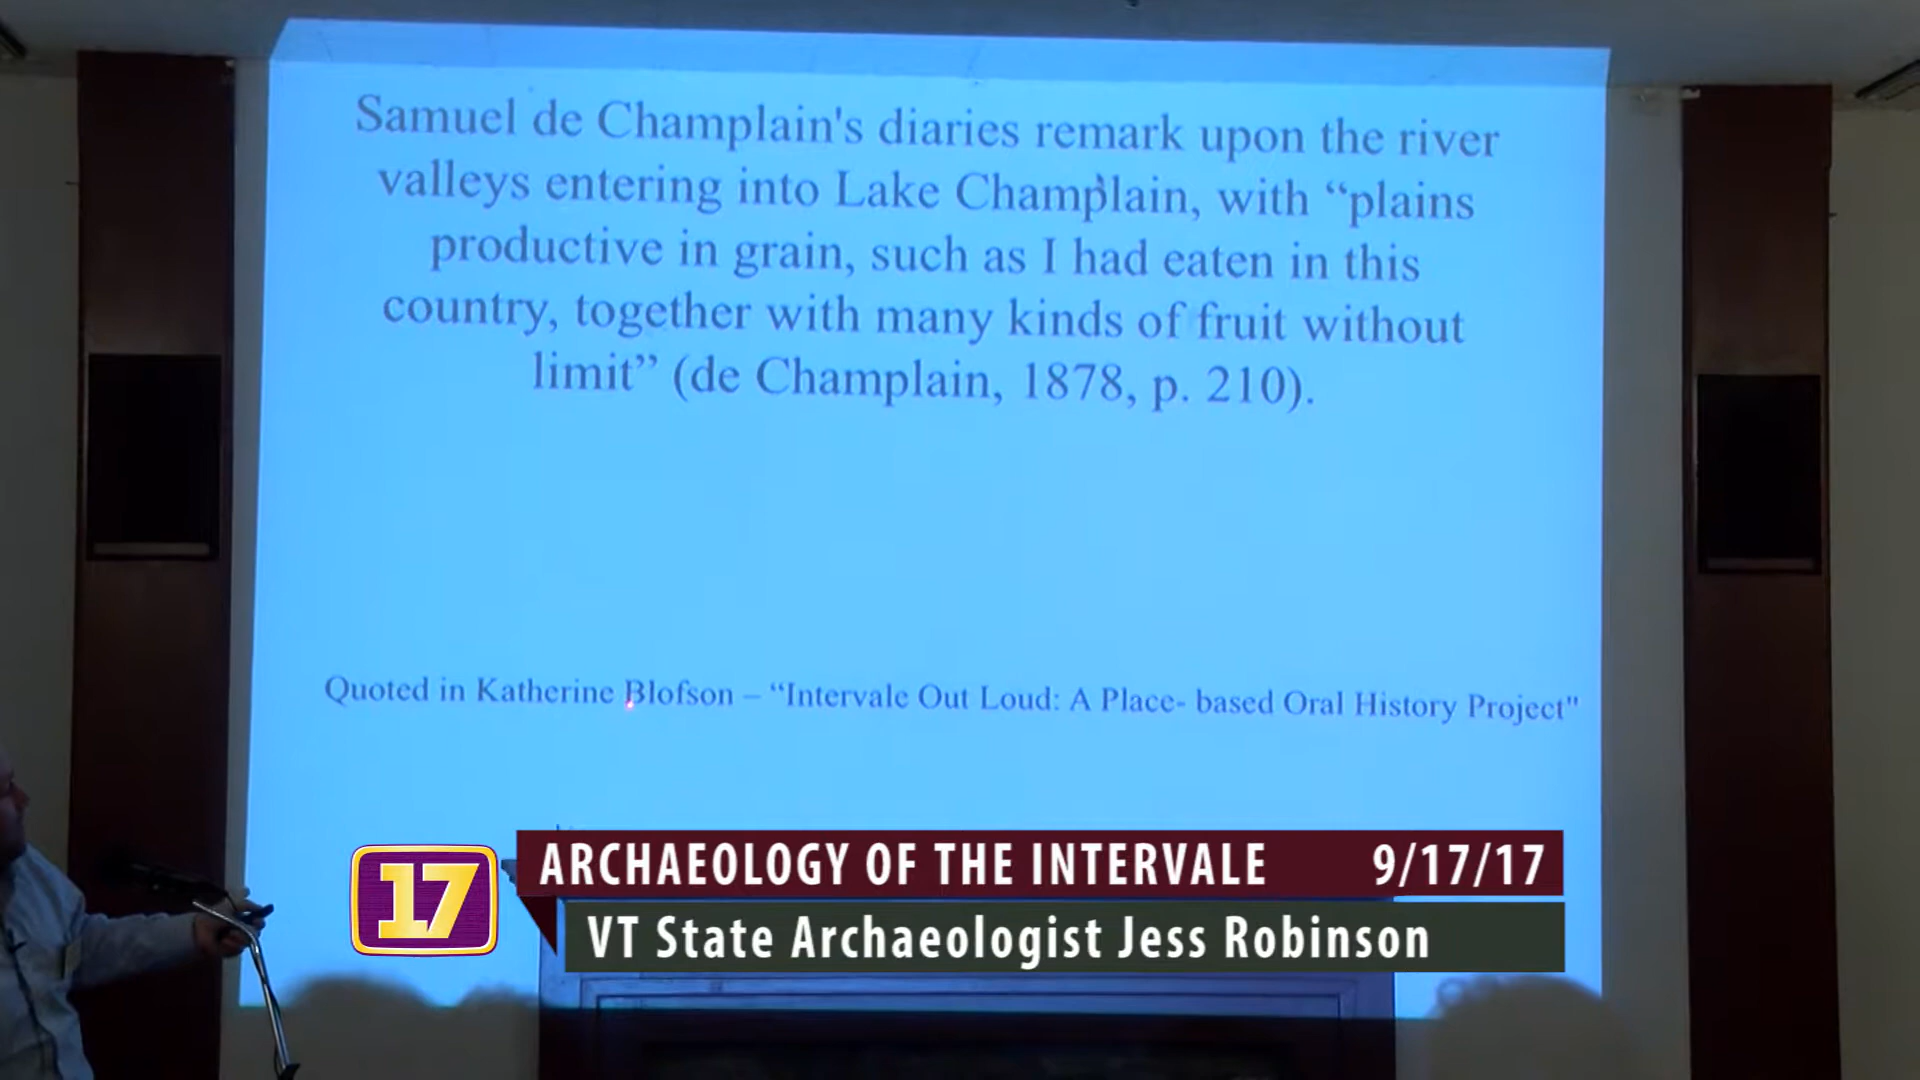 Samuel de Champlain's diaries remark upon the river
valleys entering into Lake Champlain, with “plains
productive in grain, such as I had eaten in this
country, together with many kinds of fruit without
limit” (de Champlain, 1878, p. 210).
Quoted in Katherine Blofson – “Intervale Out Loud: A Place- based Oral History Project"
17
ARCHAEOLOGY OF THE INTERVALE 9/17/17
VT State Archaeologist Jess Robinson